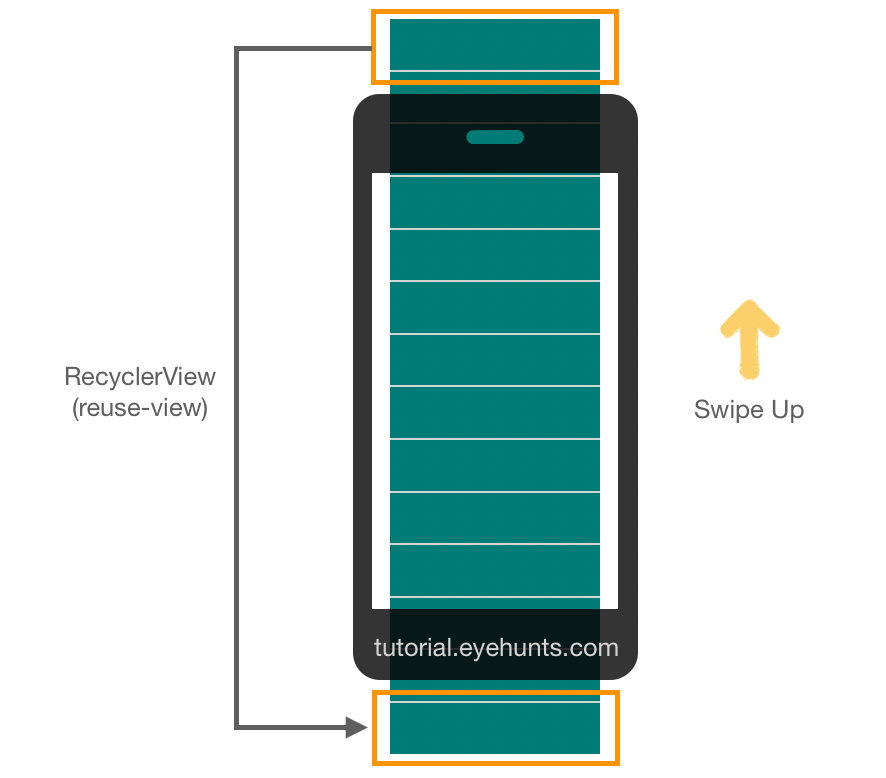 RecyclerView
(reuse-view)
Swipe Up
tutorial.eyehunts.com